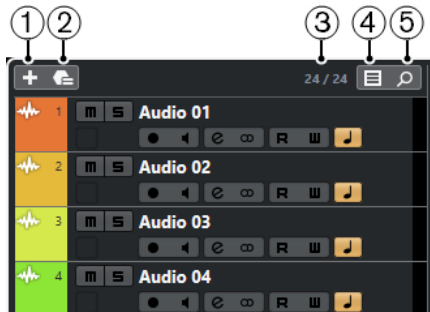 1 2 3 4 5
24 / 24
1 m S Audio 01
e R W
2 m S Audio 02
e R W
3 m S Audio 03
e R W
4 m S Audio 04
e R W